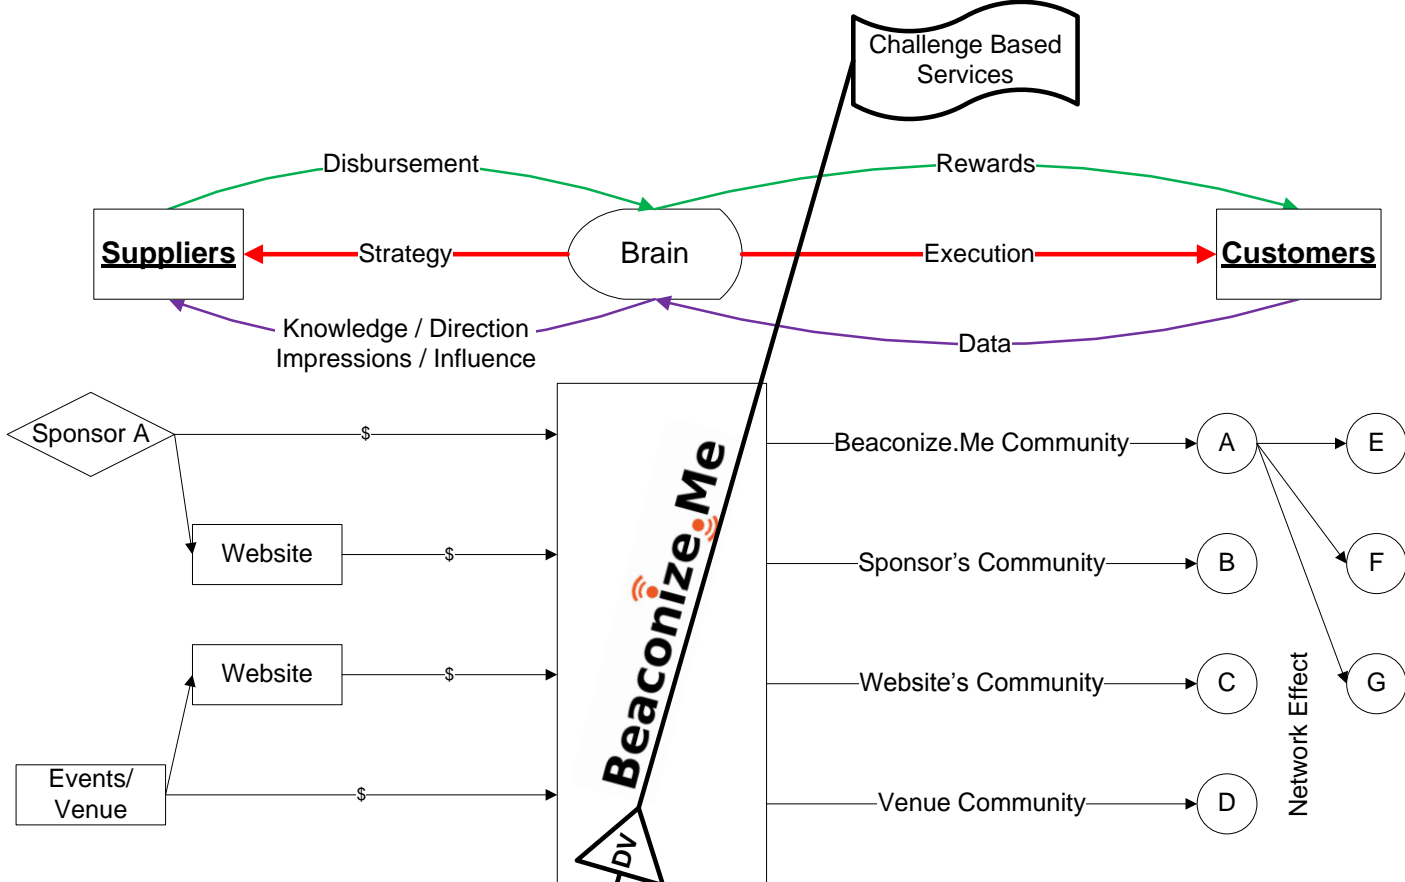 Challenge Based
Services
Disbursement
Rewards
Suppliers
Strategy
Brain
Execution
Customers
Knowledge / Direction
Impressions / Influence
Data
Sponsor A
$
Beaconize.Me Community
A
E
Website
$
Sponsor's Community
B
F
Beaconize.Me
Website
$
Website's Community
C
G
Network Effect
Events/
Venue
$
Venue Community
D
DV